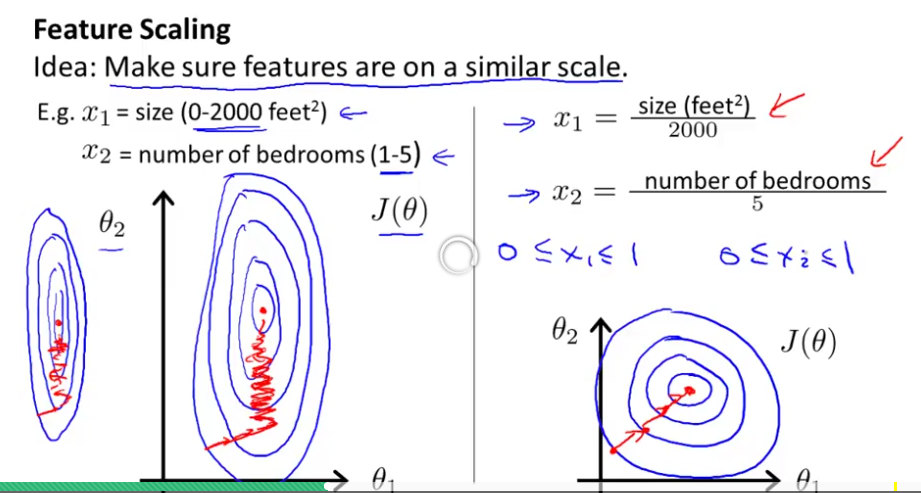 Feature Scaling
Idea: Make sure features are on a similar scale.
E.g. x₁ = size (0-2000 feet²)
x₂ = number of bedrooms (1-5)
θ₂
J(θ)
θ₁
x₁ = size (feet²) / 2000
x₂ = number of bedrooms / 5
0 ≤ x₁ ≤ 1 0 ≤ x₂ ≤ 1
θ₂
J(θ)
θ₁